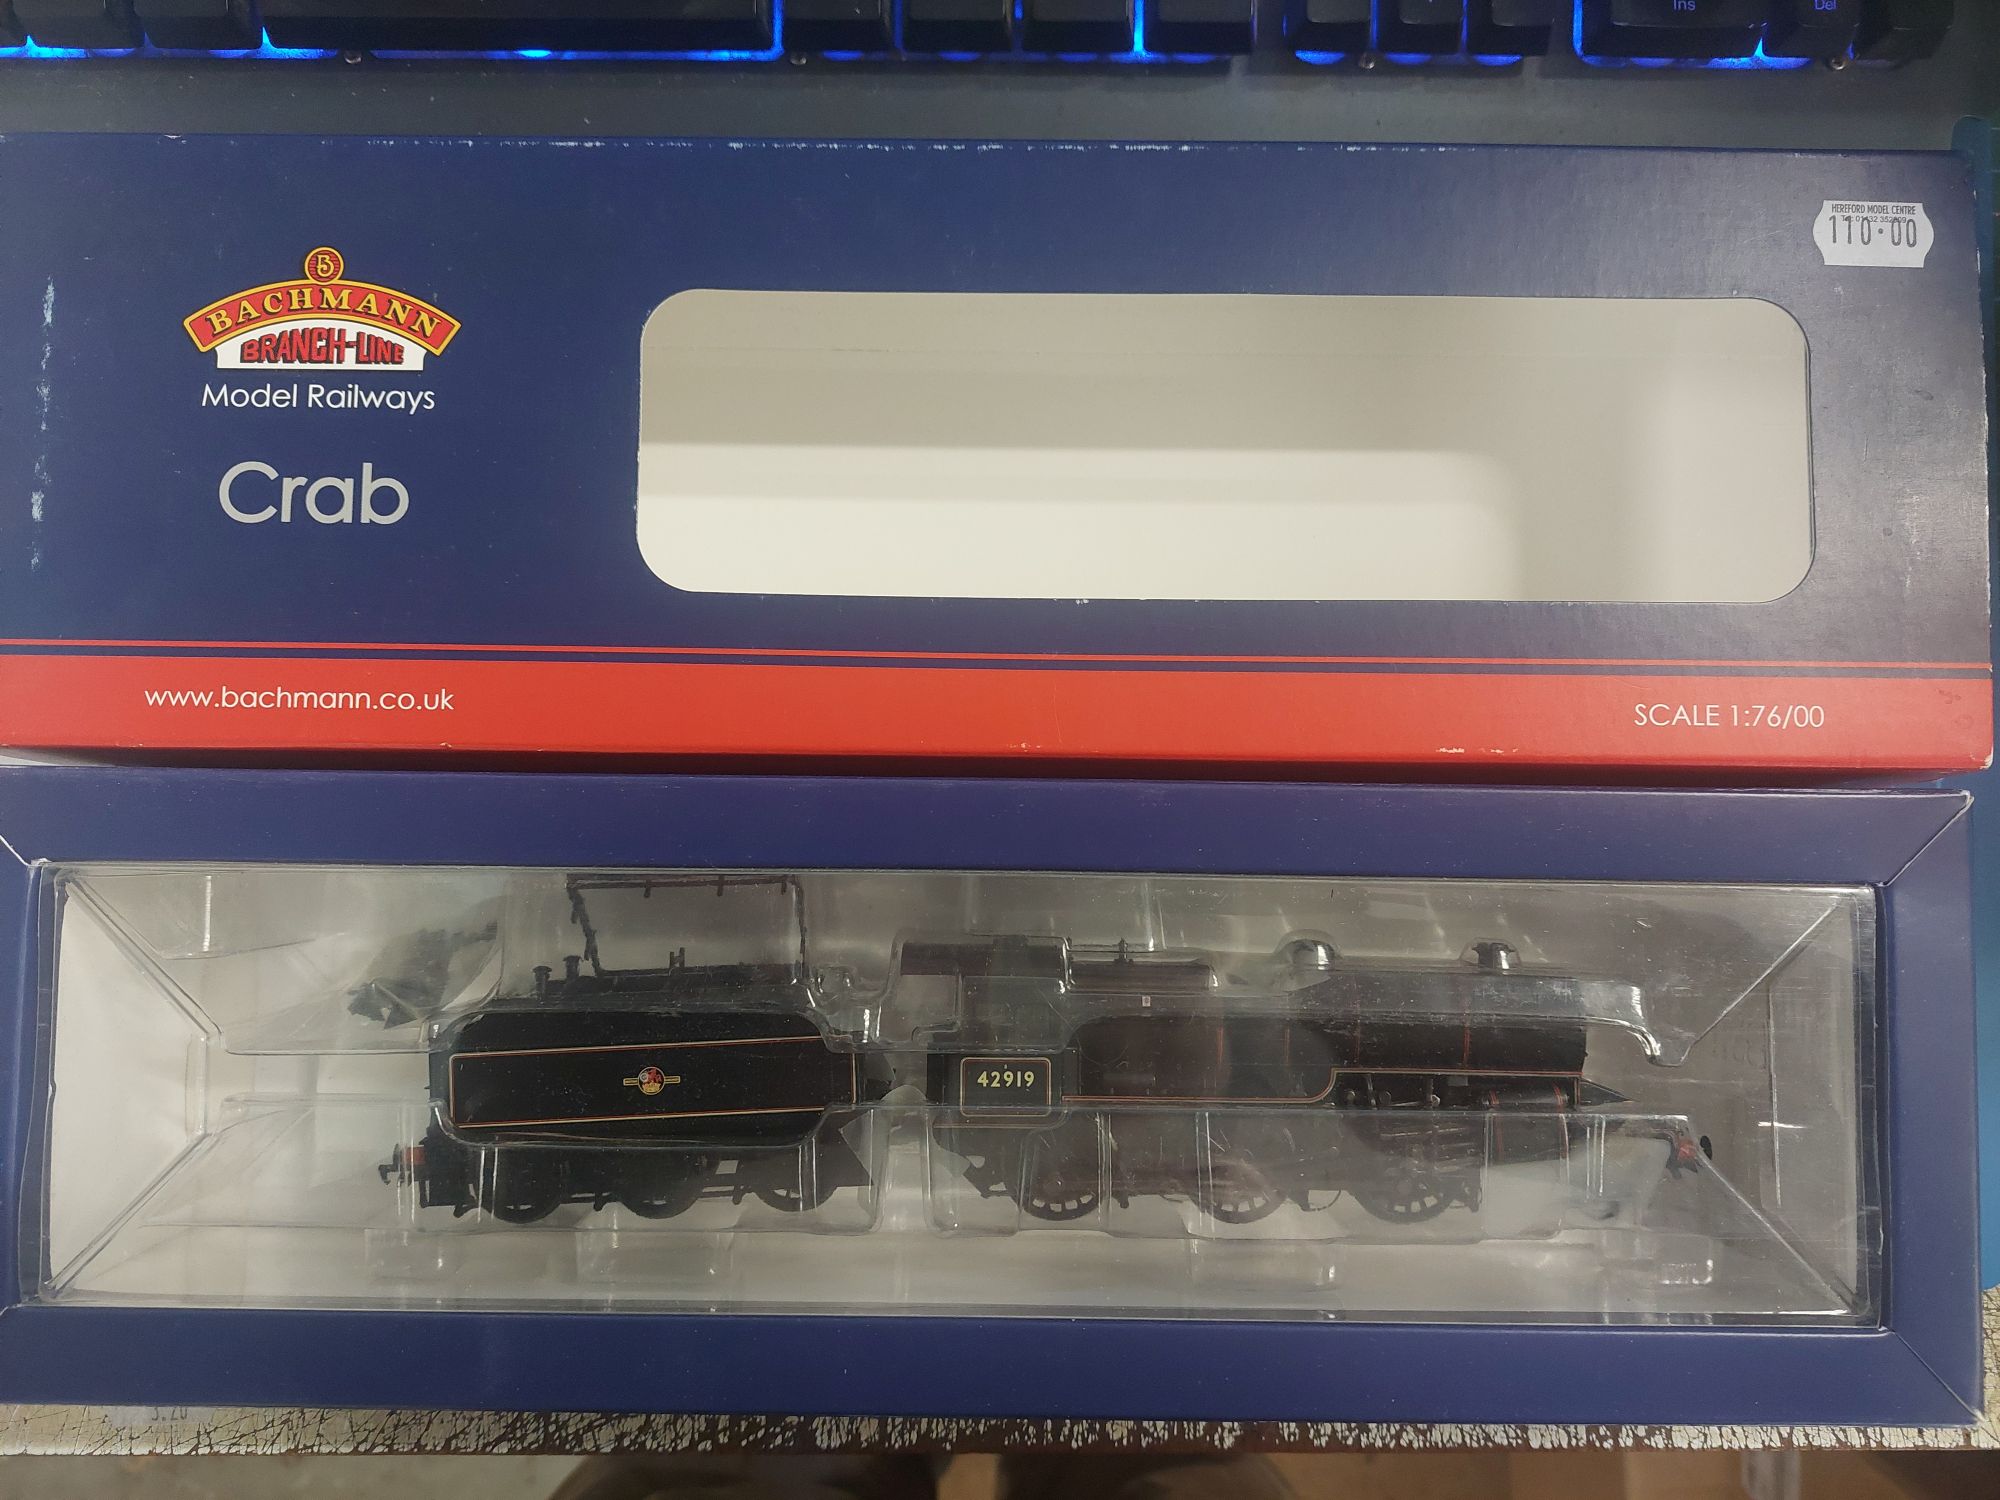 Ins
Del
HEREFORD MODEL CENTRE
110.00
B
BACHMANN
BRANCH-LINE
Model Railways
Crab
www.bachmann.co.uk
SCALE 1:76/00
42919